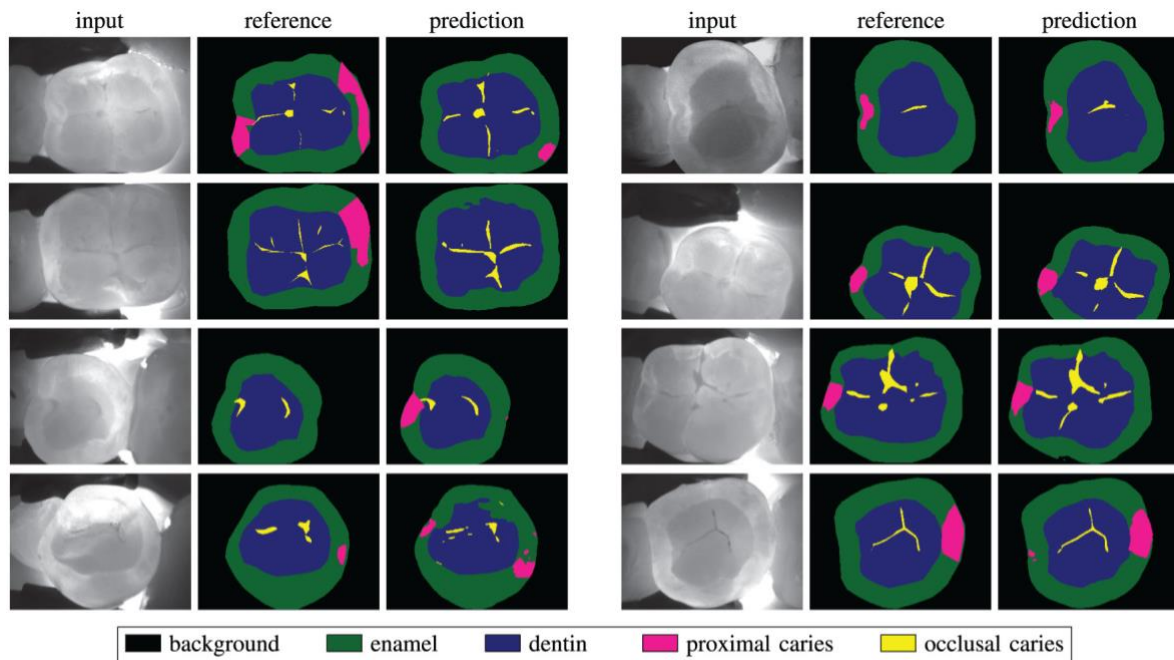 input reference prediction input reference prediction
background enamel dentin proximal caries occlusal caries